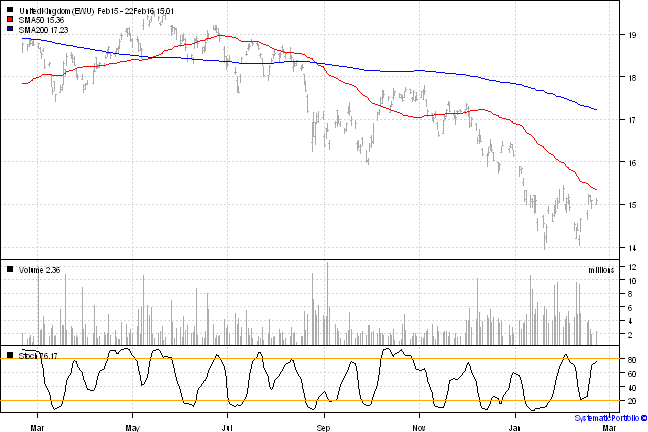 UnitedKingdom (EWU) Feb15 - 22Feb16 15.01
SMA50 15.36
SMA200 17.23
19
18
17
16
15
14
Volume 2.36
millions
12
10
8
6
4
2
Stoch 76.17
80
60
40
20
Mar May Jul Sep Nov Jan Mar
SystematicPortfolio ©